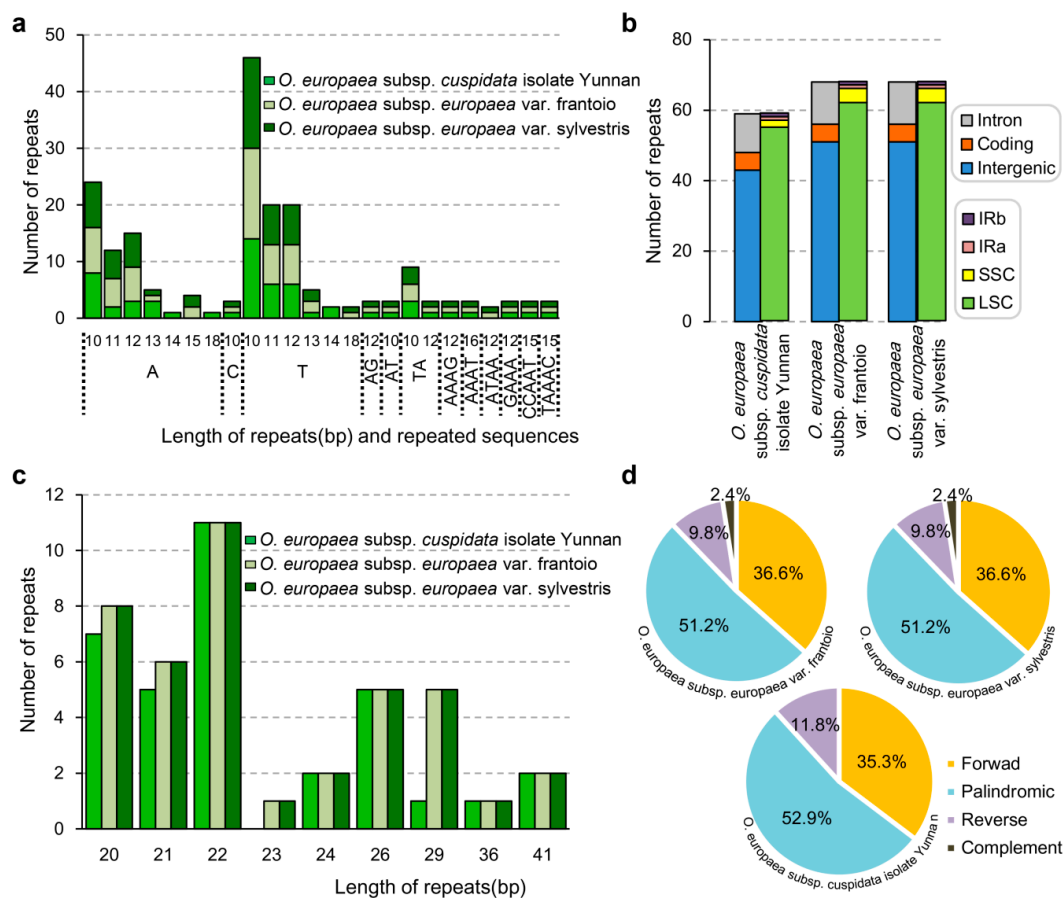 a
60
50
40
30
20
10
0
Number of repeats
O. europaea subsp. cuspidata isolate Yunnan
O. europaea subsp. europaea var. frantoio
O. europaea subsp. europaea var. sylvestris
10 11 12 13 14 15 18 10 10 11 12 13 14 18 12 10 10 12 12 16 12 12 15 15
A C T AG AT TA AAAG AAAT ATAA GAAA CCAAT TAAAC
Length of repeats(bp) and repeated sequences
b
80
60
40
20
0
Number of repeats
O. europaea
subsp. cuspidata
isolate Yunnan
O. europaea
subsp. europaea
var. frantoio
O. europaea
subsp. europaea
var. sylvestris
Intron
Coding
Intergenic
IRb
IRa
SSC
LSC
c
12
10
8
6
4
2
0
Number of repeats
O. europaea subsp. cuspidata isolate Yunnan
O. europaea subsp. europaea var. frantoio
O. europaea subsp. europaea var. sylvestris
20 21 22 23 24 26 29 36 41
Length of repeats(bp)
d
2.4%
9.8%
36.6%
51.2%
O. europaea subsp. europaea var. frantoio
2.4%
9.8%
36.6%
51.2%
O. europaea subsp. europaea var. sylvestris
11.8%
35.3%
52.9%
O. europaea subsp. cuspidata isolate Yunnan
Forwad
Palindromic
Reverse
Complement